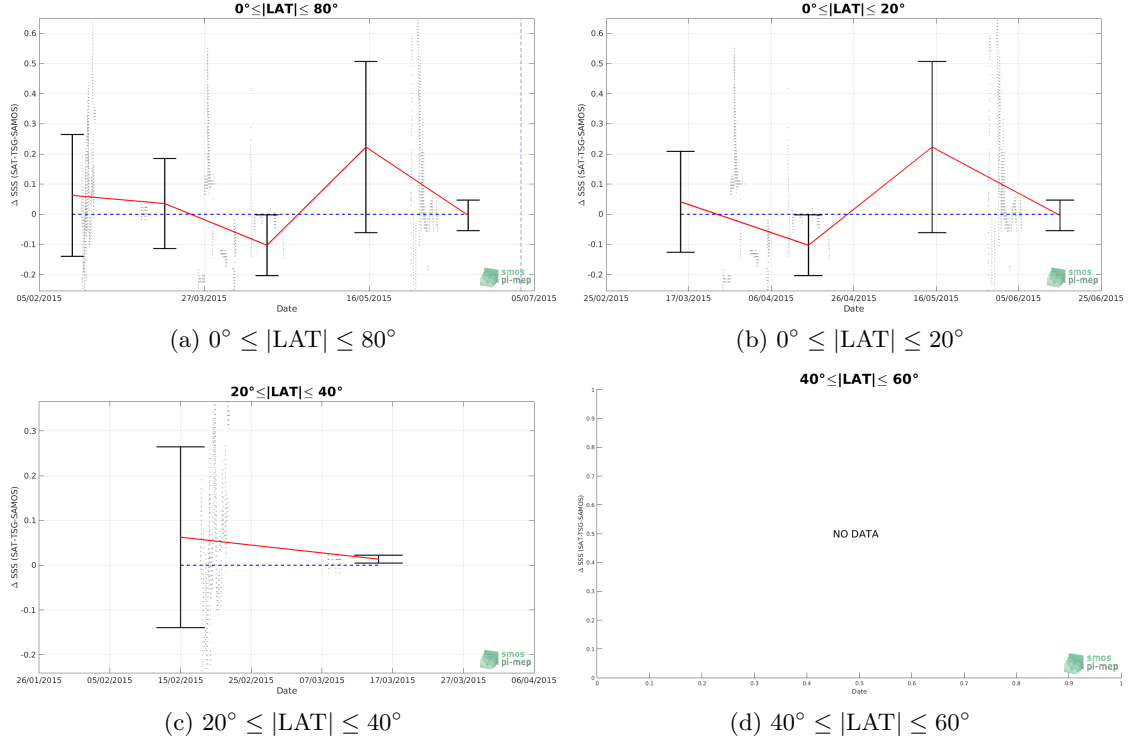 0°≤|LAT|≤ 80°
Δ SSS (SAT-TSG-SAMOS)
0.6
0.5
0.4
0.3
0.2
0.1
0
-0.1
-0.2
05/02/2015 27/03/2015 16/05/2015 05/07/2015
Date
smos
pi-mep
(a) 0° ≤ |LAT| ≤ 80°
0°≤|LAT|≤ 20°
Δ SSS (SAT-TSG-SAMOS)
0.6
0.5
0.4
0.3
0.2
0.1
0
-0.1
-0.2
25/02/2015 17/03/2015 06/04/2015 26/04/2015 16/05/2015 05/06/2015 25/06/2015
Date
smos
pi-mep
(b) 0° ≤ |LAT| ≤ 20°
20°≤|LAT|≤ 40°
Δ SSS (SAT-TSG-SAMOS)
0.3
0.2
0.1
0
-0.1
-0.2
26/01/2015 05/02/2015 15/02/2015 25/02/2015 07/03/2015 17/03/2015 27/03/2015 06/04/2015
Date
smos
pi-mep
(c) 20° ≤ |LAT| ≤ 40°
40°≤|LAT|≤ 60°
Δ SSS (SAT-TSG-SAMOS)
1
0.9
0.8
0.7
0.6
0.5
0.4
0.3
0.2
0.1
0
NO DATA
0 0.1 0.2 0.3 0.4 0.5 0.6 0.7 0.8 0.9 1
Date
smos
pi-mep
(d) 40° ≤ |LAT| ≤ 60°